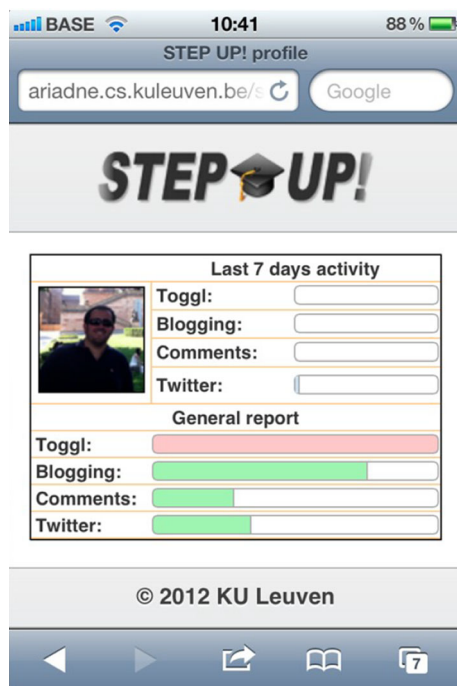 BASE 10:41 88 %
STEP UP! profile
ariadne.cs.kuleuven.be/s Google
STEP UP!
Last 7 days activity
Toggl:
Blogging:
Comments:
Twitter:
General report
Toggl:
Blogging:
Comments:
Twitter:
© 2012 KU Leuven
7